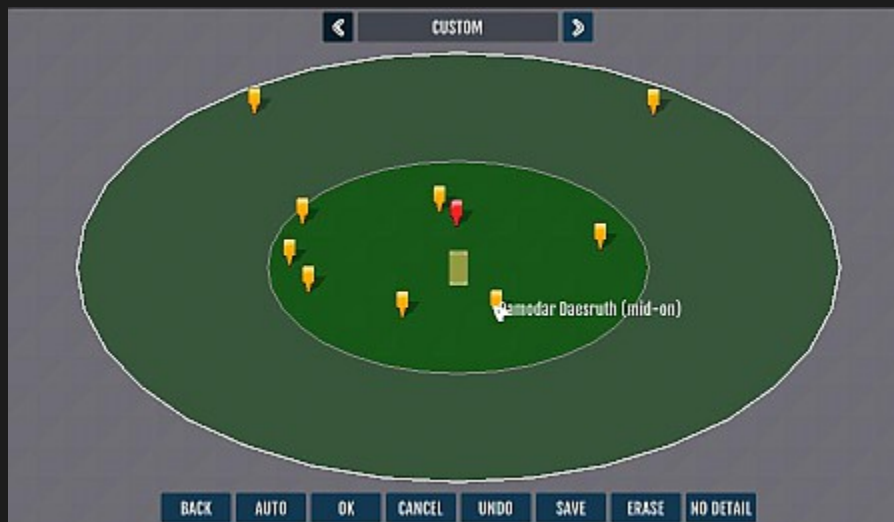 CUSTOM
Damodar Daesruth (mid-on)
BACK AUTO OK CANCEL UNDO SAVE ERASE NO DETAIL